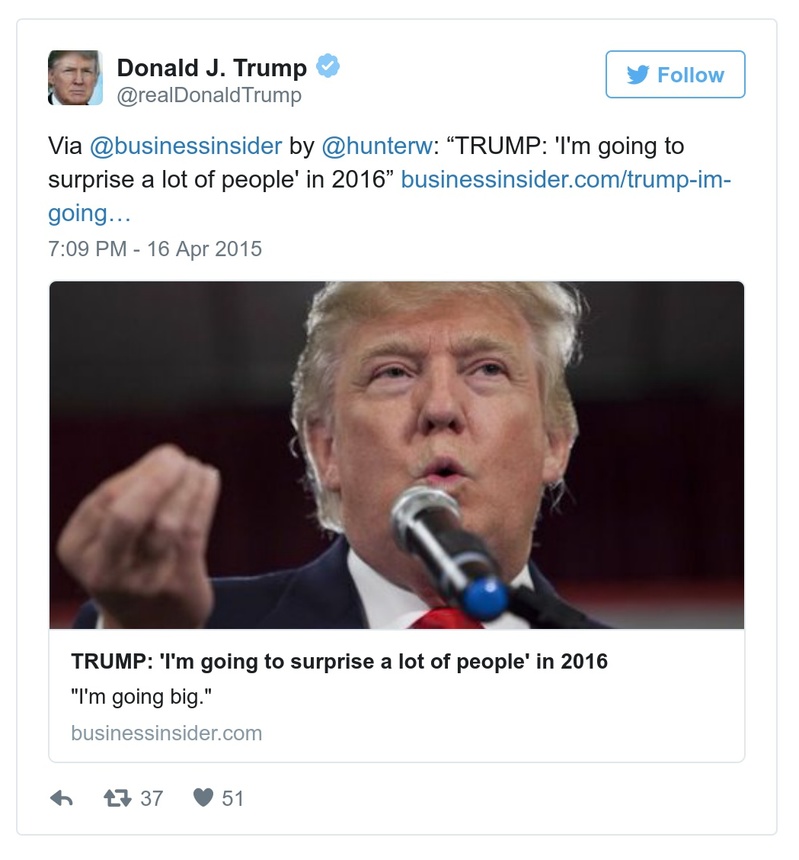 Donald J. Trump
@realDonaldTrump
Follow
Via @businessinsider by @hunterw: “TRUMP: 'I'm going to
surprise a lot of people' in 2016” businessinsider.com/trump-im-
going…
7:09 PM - 16 Apr 2015
TRUMP: 'I'm going to surprise a lot of people' in 2016
"I'm going big."
businessinsider.com
37
51